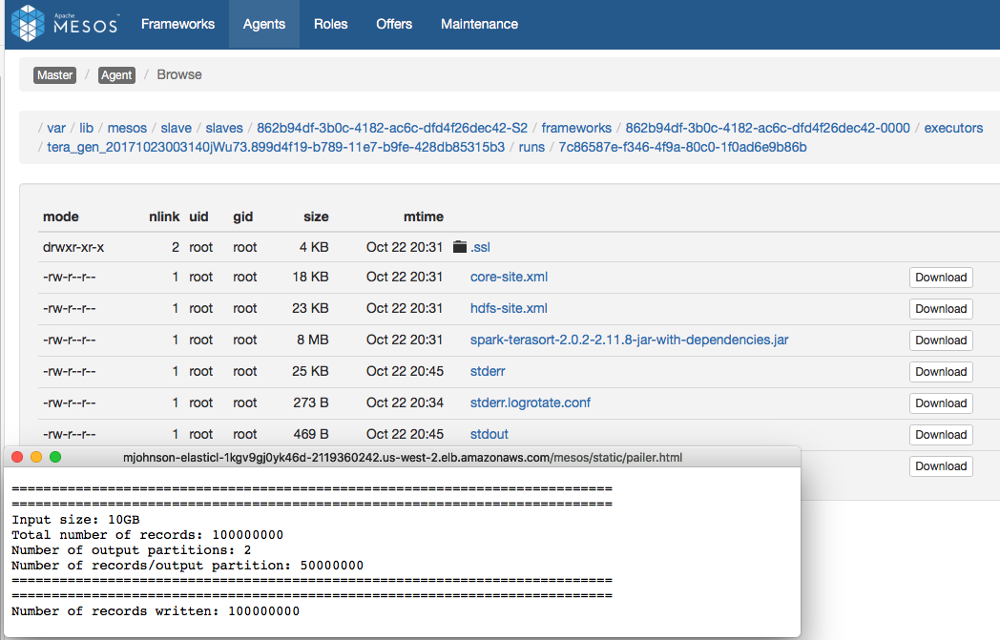 Apache MESOS™ Frameworks Agents Roles Offers Maintenance
Master / Agent / Browse
/ var / lib / mesos / slave / slaves / 862b94df-3b0c-4182-ac6c-dfd4f26dec42-S2 / frameworks / 862b94df-3b0c-4182-ac6c-dfd4f26dec42-0000 / executors
/ tera_gen_20171023003140jWu73.899d4f19-b789-11e7-b9fe-428db85315b3 / runs / 7c86587e-f346-4f9a-80c0-1f0ad6e9b86b
mode nlink uid gid size mtime
drwxr-xr-x 2 root root 4 KB Oct 22 20:31 .ssl
-rw-r--r-- 1 root root 18 KB Oct 22 20:31 core-site.xml Download
-rw-r--r-- 1 root root 23 KB Oct 22 20:31 hdfs-site.xml Download
-rw-r--r-- 1 root root 8 MB Oct 22 20:31 spark-terasort-2.0.2-2.11.8-jar-with-dependencies.jar Download
-rw-r--r-- 1 root root 25 KB Oct 22 20:45 stderr Download
-rw-r--r-- 1 root root 273 B Oct 22 20:34 stderr.logrotate.conf Download
-rw-r--r-- 1 root root 469 B Oct 22 20:45 stdout Download
Download
mjohnson-elasticl-1kgv9gj0yk46d-2119360242.us-west-2.elb.amazonaws.com/mesos/static/pailer.html
===========================================================================
===========================================================================
Input size: 10GB
Total number of records: 100000000
Number of output partitions: 2
Number of records/output partition: 50000000
===========================================================================
===========================================================================
Number of records written: 100000000